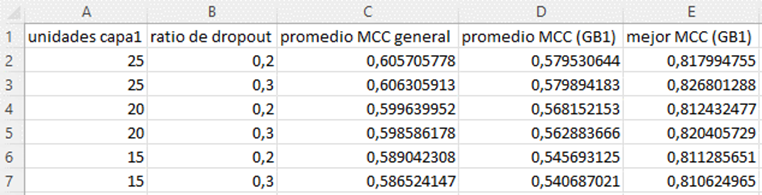 A B C D E
1 unidades capa1 ratio de dropout promedio MCC general promedio MCC (GB1) mejor MCC (GB1)
2 25 0,2 0,605705778 0,579530644 0,817994755
3 25 0,3 0,606305913 0,579894183 0,826801288
4 20 0,2 0,599639952 0,568152153 0,812432477
5 20 0,3 0,598586178 0,562883666 0,820405729
6 15 0,2 0,589042308 0,545693125 0,811285651
7 15 0,3 0,586524147 0,540687021 0,810624965